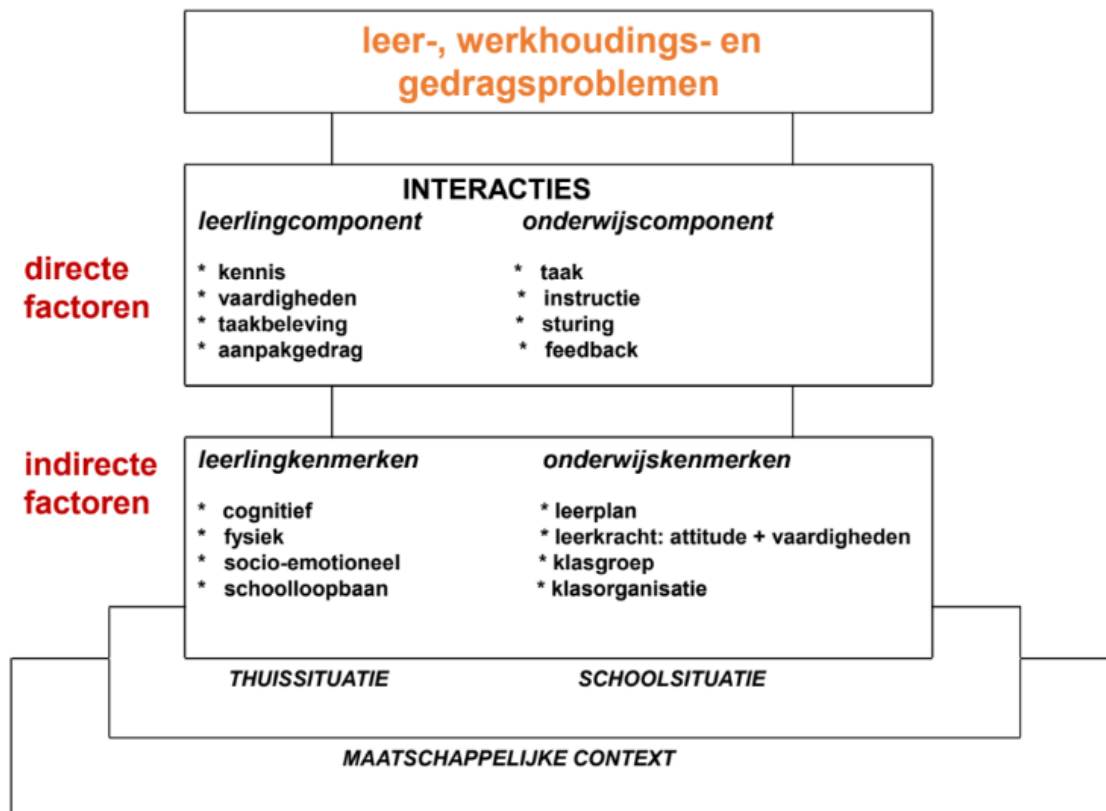 leer-, werkhoudings- en
gedragsproblemen
INTERACTIES
leerlingcomponent
onderwijscomponent
directe
factoren
* kennis
* vaardigheden
* taakbeleving
* aanpakgedrag
* taak
* instructie
* sturing
* feedback
indirecte
factoren
leerlingkenmerken
onderwijskenmerken
* cognitief
* fysiek
* socio-emotioneel
* schoolloopbaan
* leerplan
* leerkracht: attitude + vaardigheden
* klasgroep
* klasorganisatie
THUISSITUATIE
SCHOOLSITUATIE
MAATSCHAPPELIJKE CONTEXT